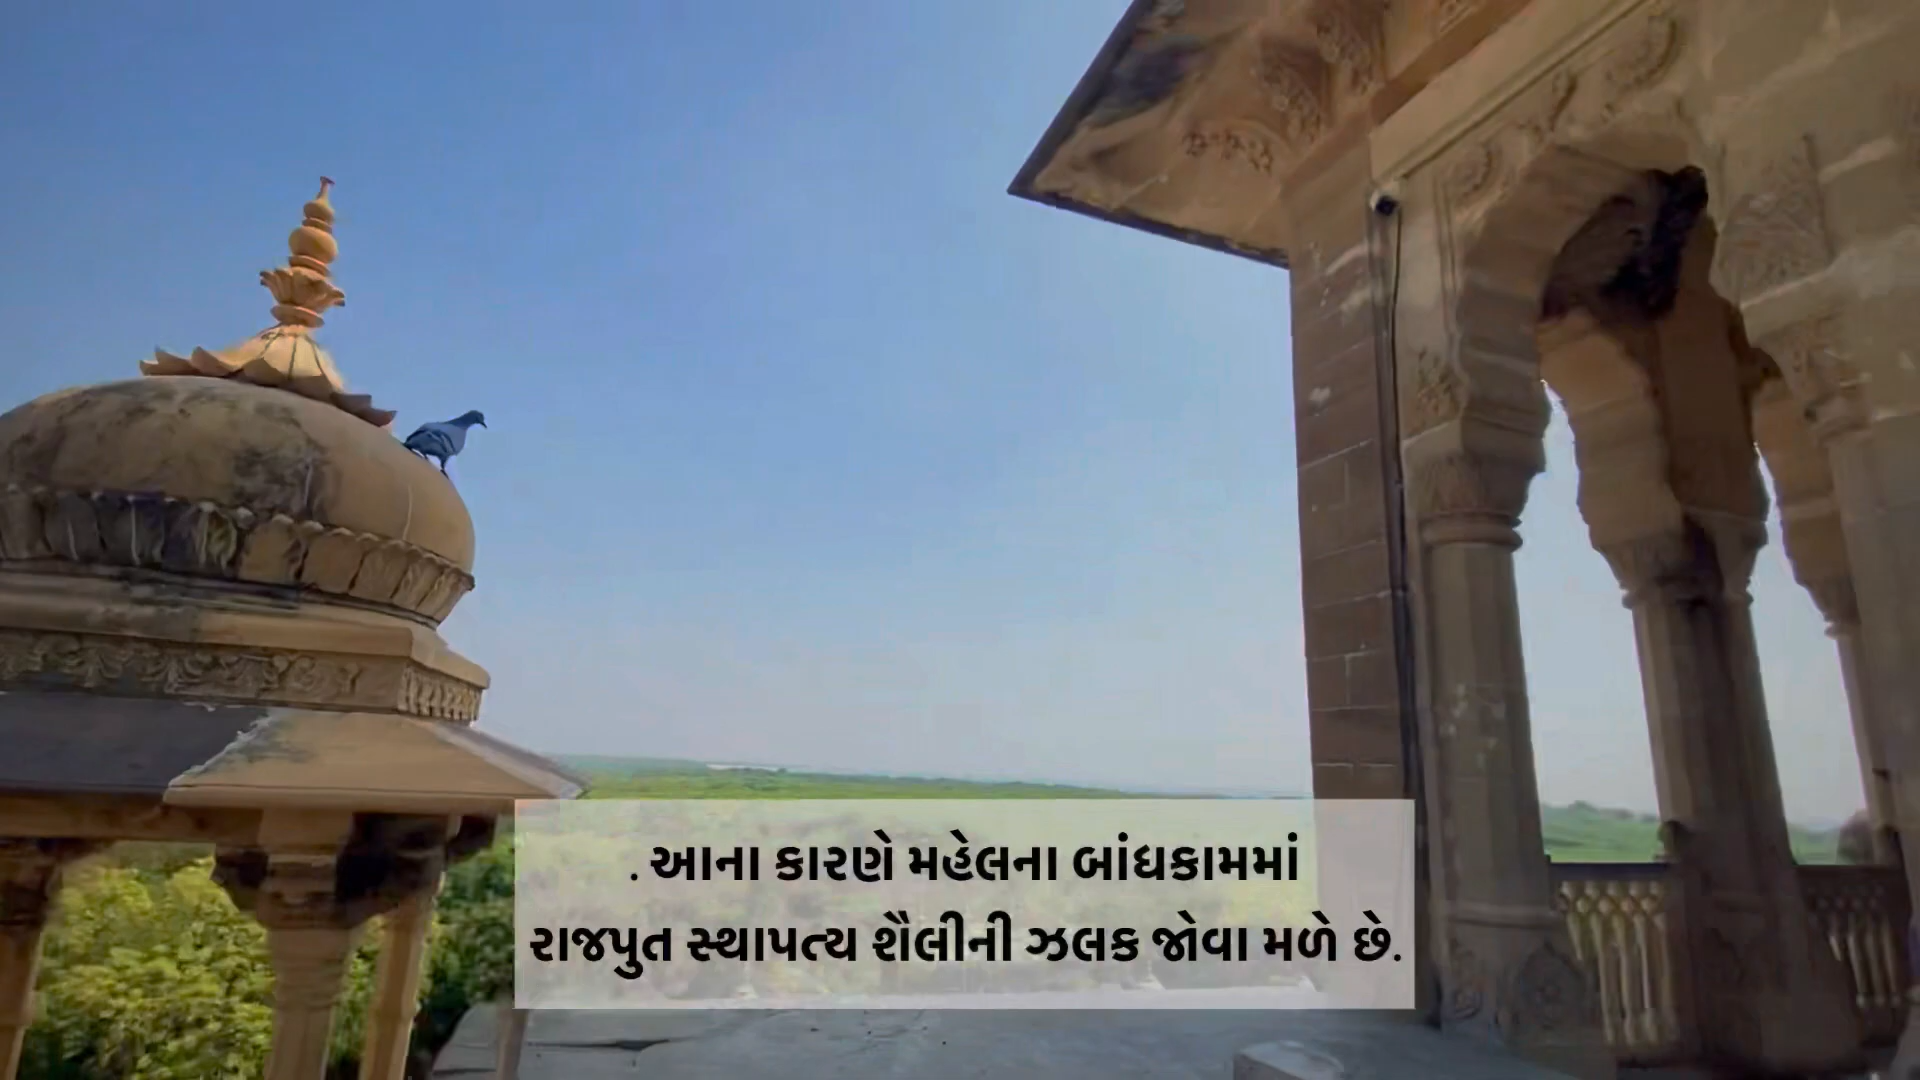 . આના કારણે મહેલના બાંધકામમાં
રાજપુત સ્થાપત્ય શૈલીની ઝલક જોવા મળે છે.